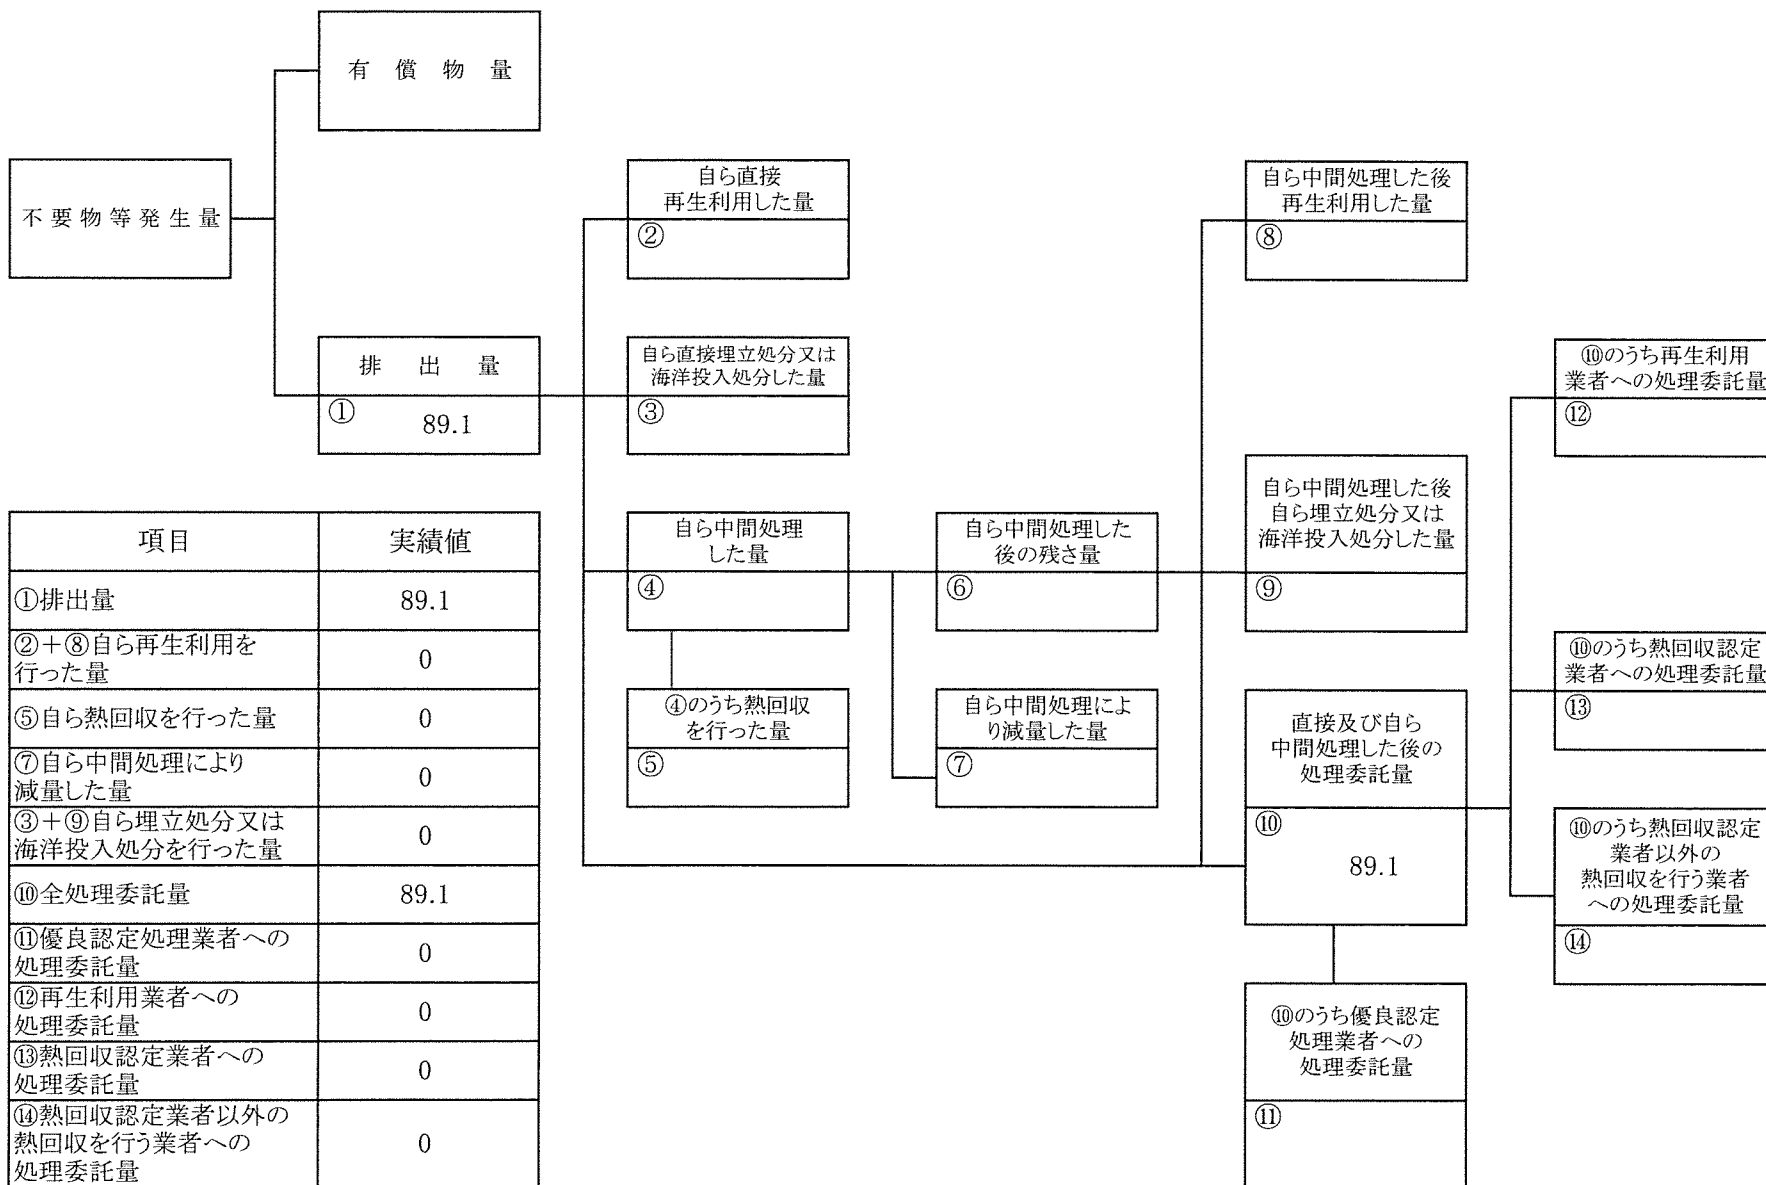 有償物量
不要物等発生量
排出量
①
89.1
自ら直接
再生利用した量
②
自ら直接埋立処分又は
海洋投入処分した量
③
自ら中間処理
した量
④
④のうち熱回収
を行った量
⑤
自ら中間処理した
後の残さ量
⑥
自ら中間処理によ
り減量した量
⑦
自ら中間処理した後
再生利用した量
⑧
自ら中間処理した後
自ら埋立処分又は
海洋投入処分した量
⑨
直接及び自ら
中間処理した後の
処理委託量
⑩
89.1
⑩のうち優良認定
処理業者への
処理委託量
⑪
⑩のうち再生利用
業者への処理委託量
⑫
⑩のうち熱回収認定
業者への処理委託量
⑬
⑩のうち熱回収認定
業者以外の
熱回収を行う業者
への処理委託量
⑭
項目 実績値
①排出量 89.1
②+⑧自ら再生利用を
行った量 0
⑤自ら熱回収を行った量 0
⑦自ら中間処理により
減量した量 0
③+⑨自ら埋立処分又は
海洋投入処分を行った量 0
⑩全処理委託量 89.1
⑪優良認定処理業者への
処理委託量 0
⑫再生利用業者への
処理委託量 0
⑬熱回収認定業者への
処理委託量 0
⑭熱回収認定業者以外の
熱回収を行う業者への
処理委託量 0